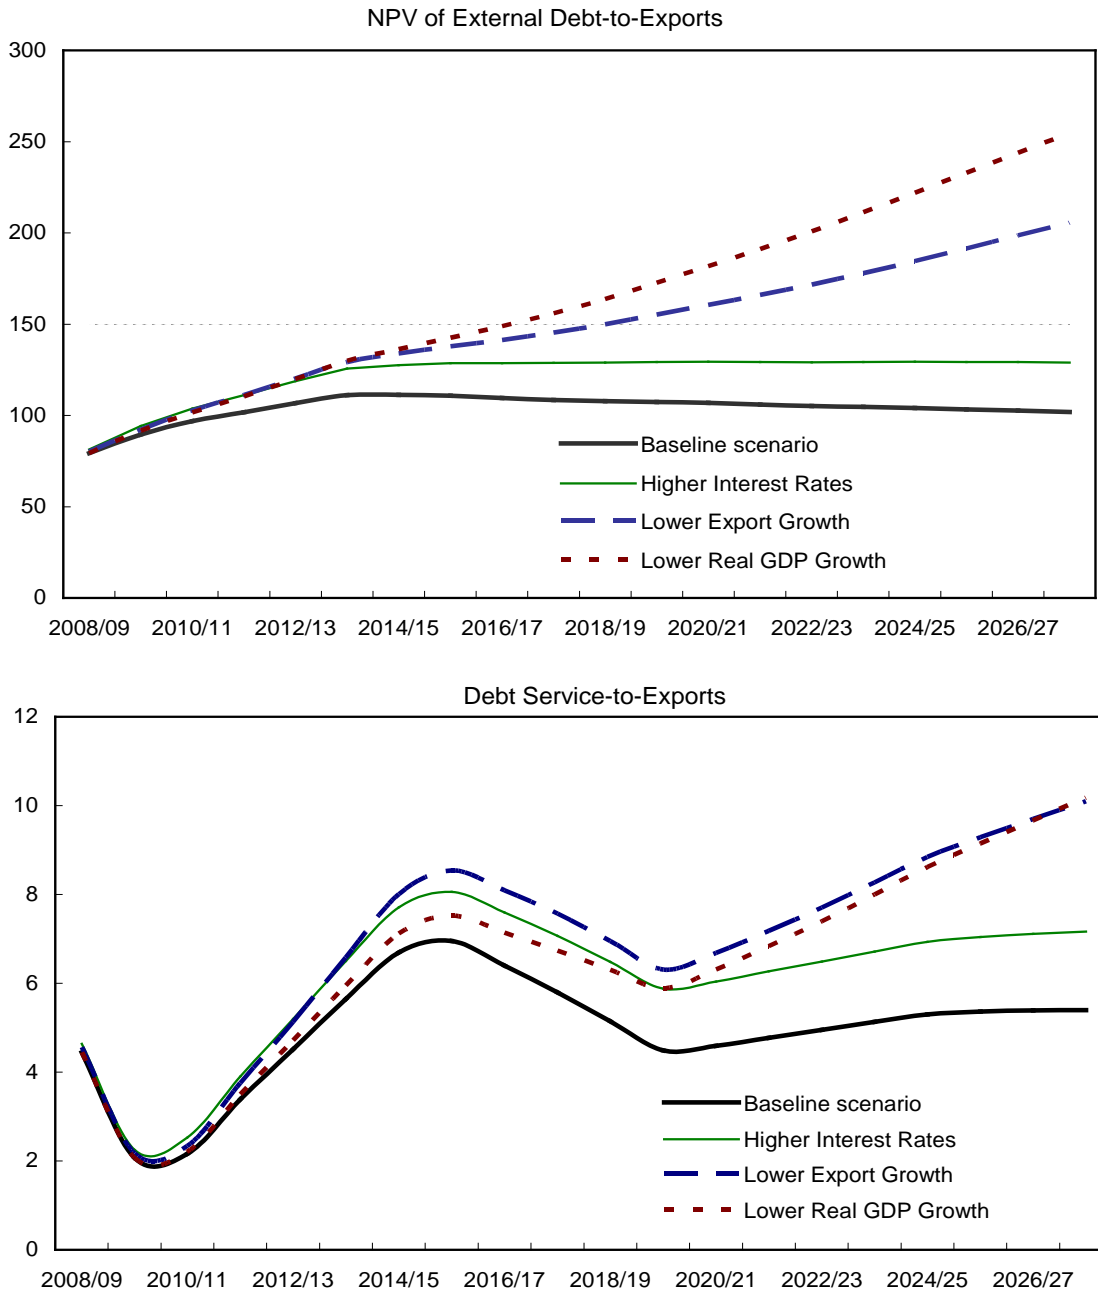 NPV of External Debt-to-Exports
300
250
200
150
100
50
0
Baseline scenario
Higher Interest Rates
Lower Export Growth
Lower Real GDP Growth
2008/09 2010/11 2012/13 2014/15 2016/17 2018/19 2020/21 2022/23 2024/25 2026/27
Debt Service-to-Exports
12
10
8
6
4
2
0
Baseline scenario
Higher Interest Rates
Lower Export Growth
Lower Real GDP Growth
2008/09 2010/11 2012/13 2014/15 2016/17 2018/19 2020/21 2022/23 2024/25 2026/27